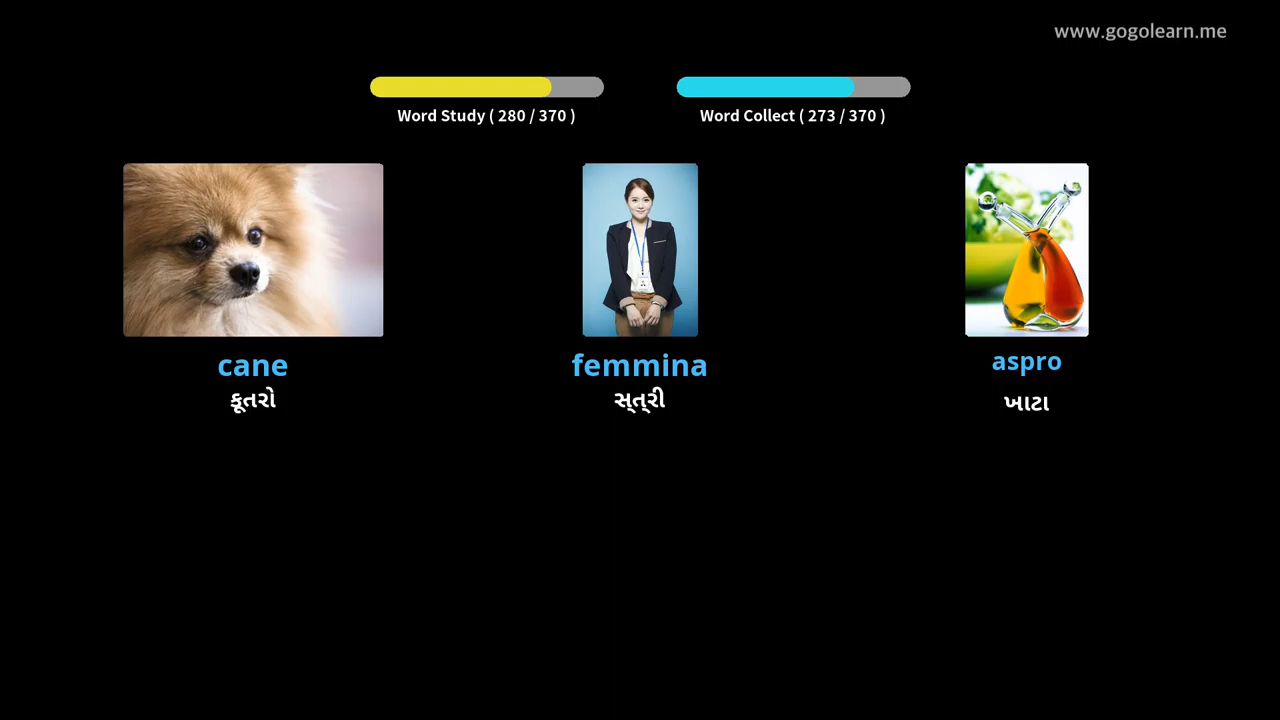 www.gogolearn.me
Word Study ( 280 / 370 )
Word Collect ( 273 / 370 )
cane
કૂતરો
femmina
સ્ત્રી
aspro
ખાટા